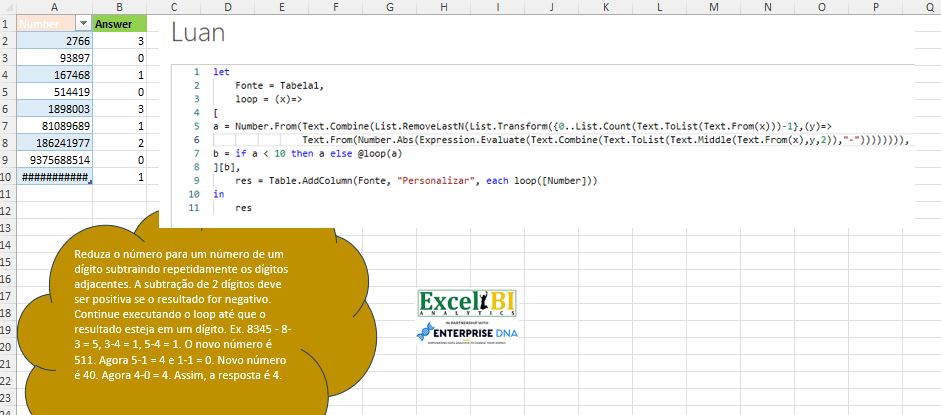 A B C D E F G H I J K L M N O P Q
1 Number Answer
2 2766 3
3 93897 0
4 167468 1
5 514419 0
6 1898003 3
7 81089689 1
8 186241977 2
9 9375688514 0
10 ########### 1
11
12
13
14
15
16
17
18
19
20
21
22
23
24
Luan
1 let
2 Fonte = Tabela1,
3 loop = (x)=>
4 [
5 a = Number.From(Text.Combine(List.RemoveLastN(List.Transform({0..List.Count(Text.ToList(Text.From(x)))-1},(y)=>
6 Text.From(Number.Abs(Expression.Evaluate(Text.Combine(Text.ToList(Text.Middle(Text.From(x),y,2)),"-")))))))),
7 b = if a < 10 then a else @loop(a)
8 ][b],
9 res = Table.AddColumn(Fonte, "Personalizar", each loop([Number]))
10 in
11 res
Reduza o número para um número de um
dígito subtraindo repetidamente os dígitos
adjacentes. A subtração de 2 dígitos deve
ser positiva se o resultado for negativo.
Continue executando o loop até que o
resultado esteja em um dígito. Ex. 8345 - 8-
3 = 5, 3-4 = 1, 5-4 = 1. O novo número é
511. Agora 5-1 = 4 e 1-1 = 0. Novo número
é 40. Agora 4-0 = 4. Assim, a resposta é 4.
Excel BI
ANALYTICS
IN PARTNERSHIP WITH
ENTERPRISE DNA